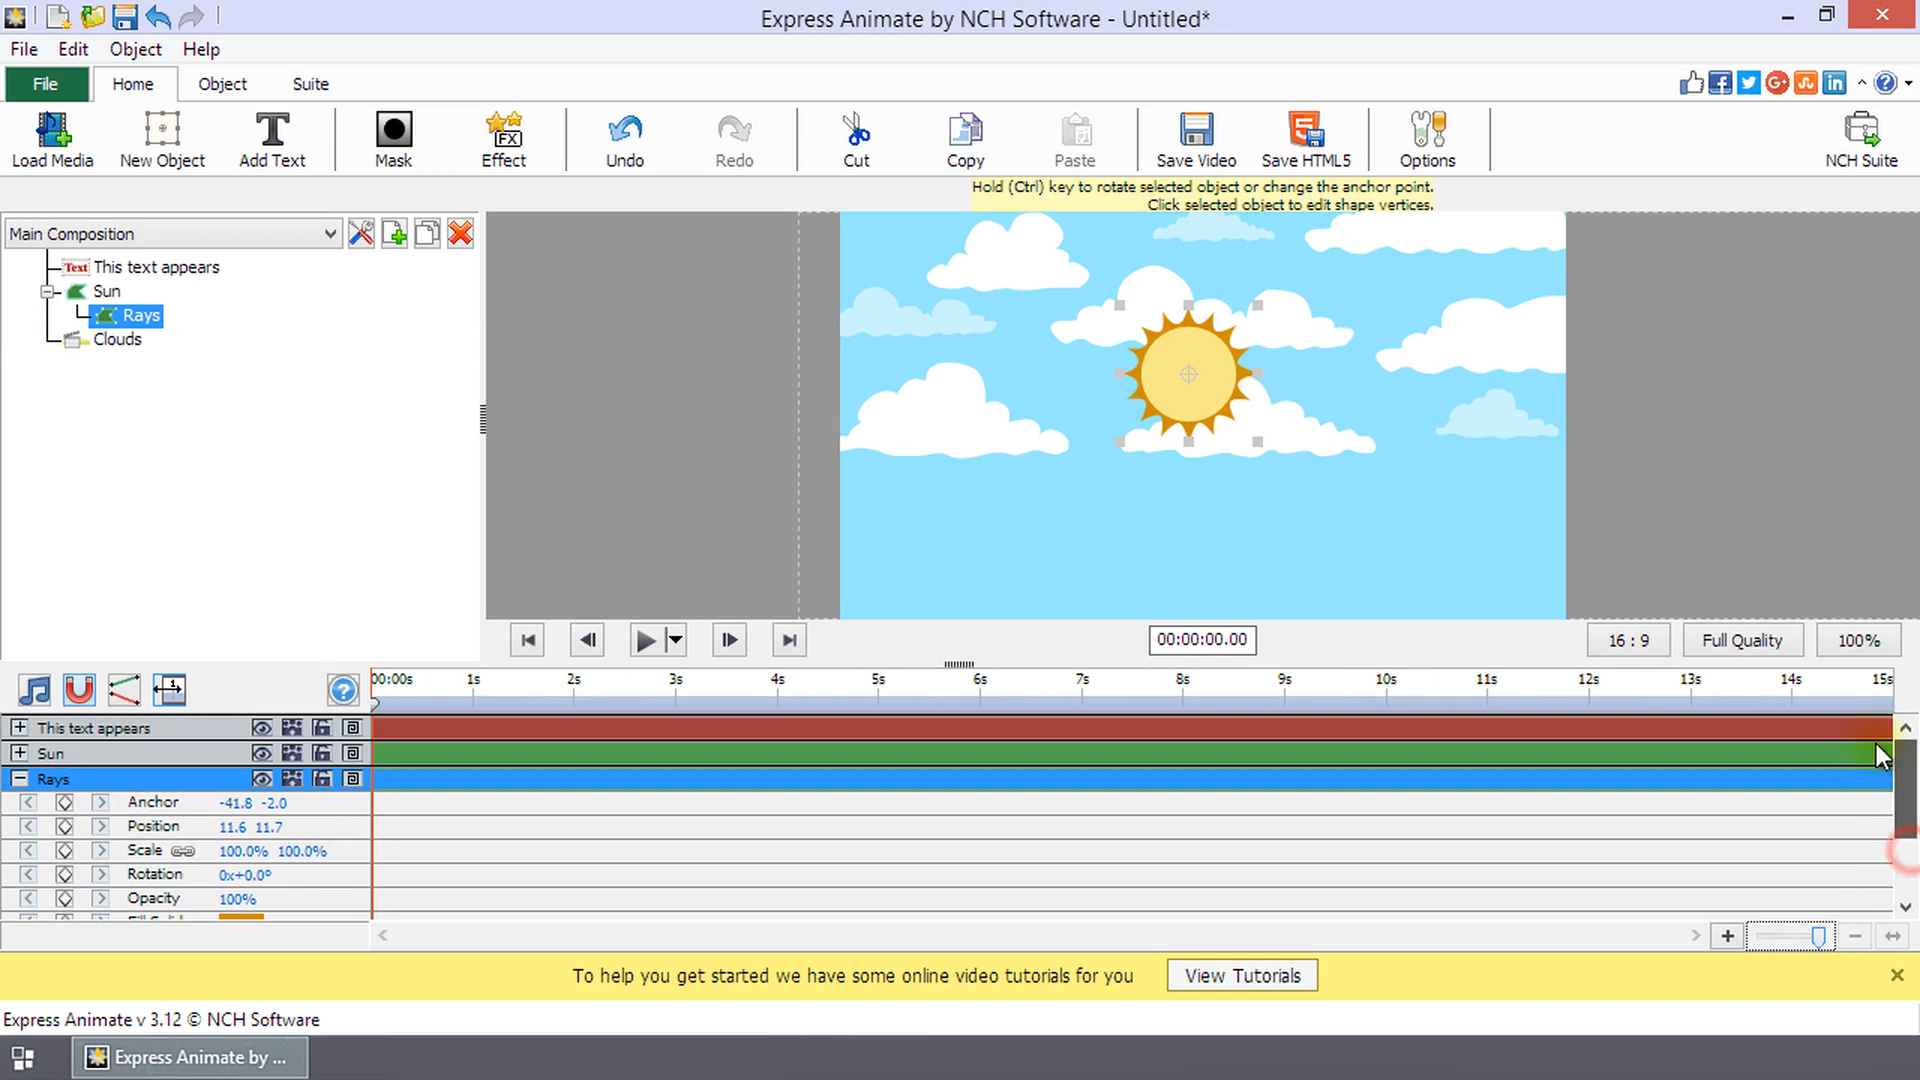 Express Animate by NCH Software - Untitled*
File Edit Object Help
File Home Object Suite
Load Media New Object Add Text Mask Effect Undo Redo Cut Copy Paste Save Video Save HTML5 Options NCH Suite
FX
Hold (Ctrl) key to rotate selected object or change the anchor point.
Click selected object to edit shape vertices.
Main Composition
Text This text appears
Sun
Rays
Clouds
00:00:00.00 16 : 9 Full Quality 100%
00:00s 1s 2s 3s 4s 5s 6s 7s 8s 9s 10s 11s 12s 13s 14s 15s
This text appears
Sun
Rays
Anchor -41.8 -2.0
Position 11.6 11.7
Scale 100.0% 100.0%
Rotation 0x+0.0°
Opacity 100%
To help you get started we have some online video tutorials for you View Tutorials
Express Animate v 3.12 © NCH Software
Express Animate by ...